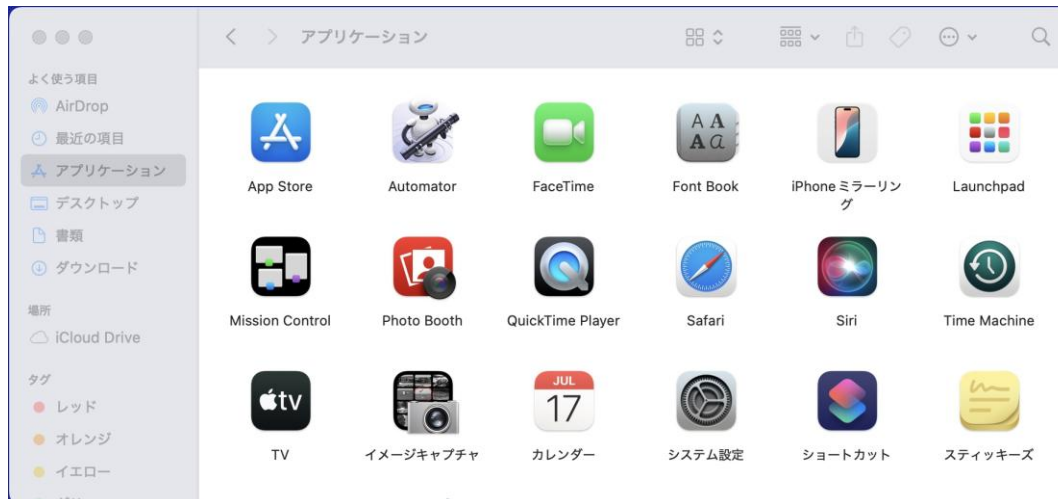 アプリケーション
よく使う項目
AirDrop
最近の項目
アプリケーション
デスクトップ
書類
ダウンロード
場所
iCloud Drive
タグ
レッド
オレンジ
イエロー
A A
A a
App Store
Automator
FaceTime
Font Book
iPhone ミラーリン
グ
Launchpad
Mission Control
Photo Booth
QuickTime Player
Safari
Siri
Time Machine
tv
JUL
17
TV
イメージキャプチャ
カレンダー
システム設定
ショートカット
スティッキーズ